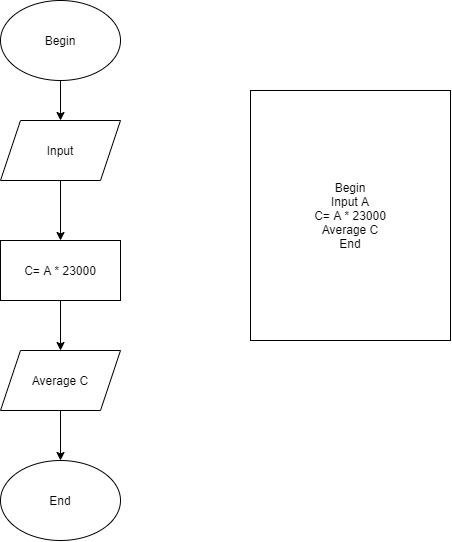 Begin
Input
C= A * 23000
Average C
End
Begin
Input A
C= A * 23000
Average C
End